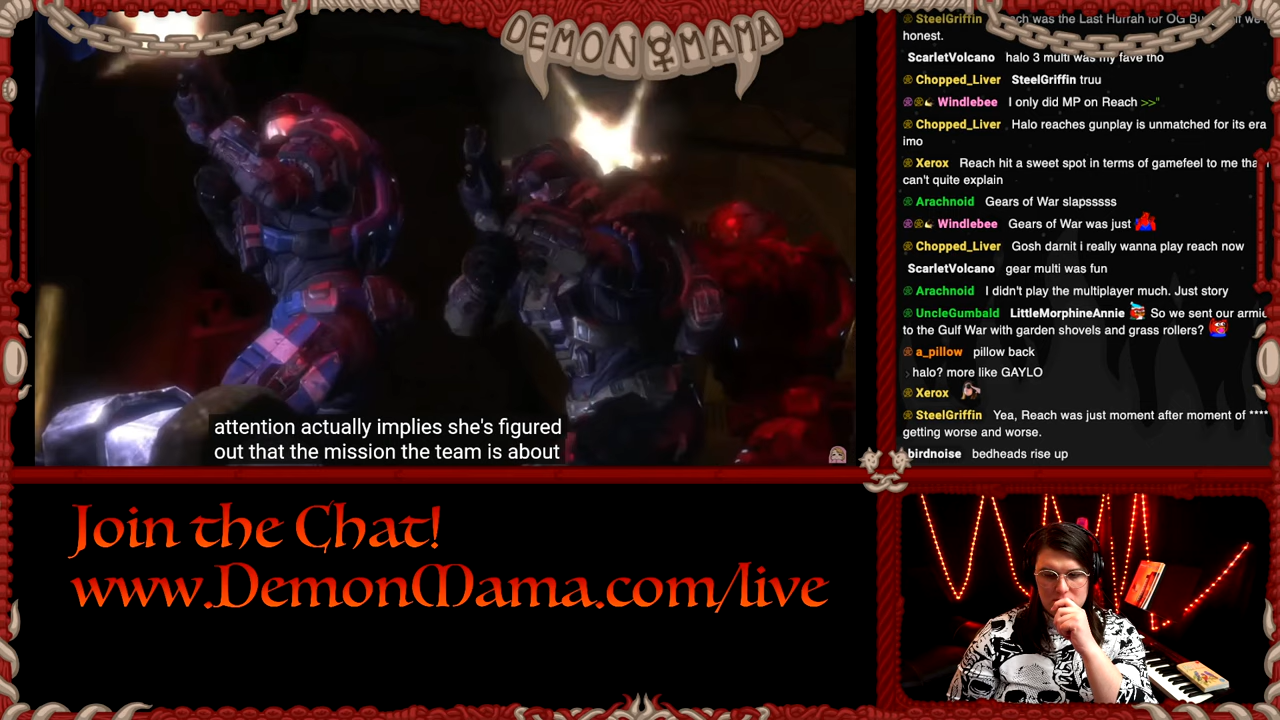 DEMON MAMA
attention actually implies she's figured
out that the mission the team is about
Join the Chat!
www.DemonMama.com/live
SteelGriffin was the Last Hurrah for OG
honest.
ScarletVolcano halo 3 multi was my fave tho
Chopped_Liver SteelGriffin truu
Windlebee I only did MP on Reach >>"
Chopped_Liver Halo reaches gunplay is unmatched for its era
imo
Xerox Reach hit a sweet spot in terms of gamefeel to me
can't quite explain
Arachnoid Gears of War slapsssss
Windlebee Gears of War was just
Chopped_Liver Gosh darnit i really wanna play reach now
ScarletVolcano gear multi was fun
Arachnoid I didn't play the multiplayer much. Just story
UncleGumbald LittleMorphineAnnie So we sent our
to the Gulf War with garden shovels and grass rollers?
a_pillow pillow back
halo? more like GAYLO
Xerox
SteelGriffin Yea, Reach was just moment after moment of ****
getting worse and worse.
birdnoise bedheads rise up